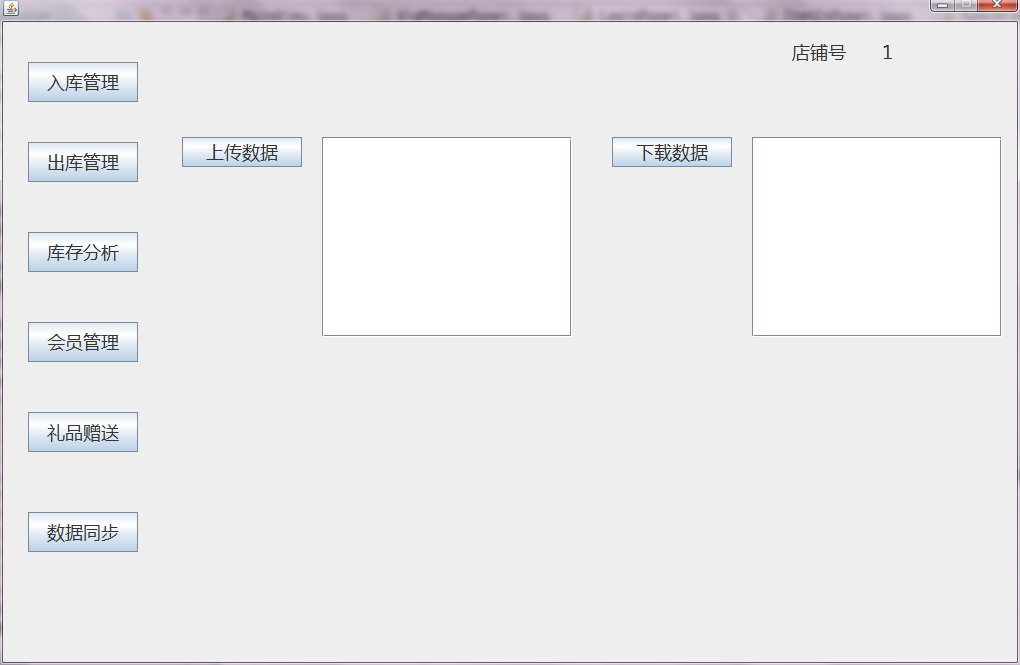 店铺号 1
入库管理
出库管理
上传数据
下载数据
库存分析
会员管理
礼品赠送
数据同步